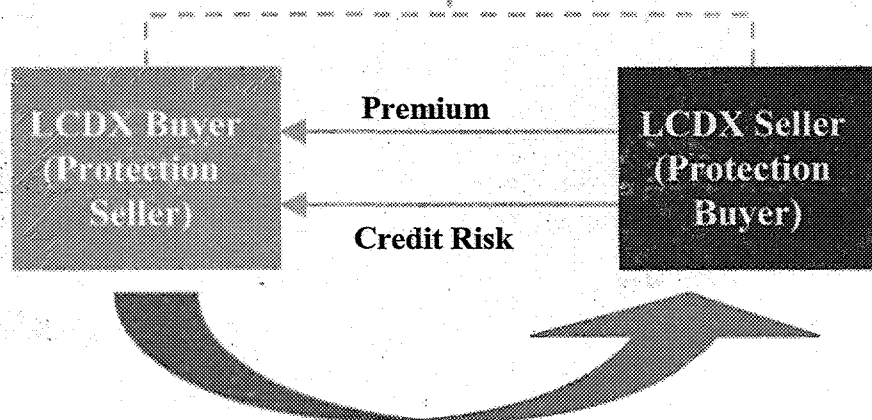 LCDX Buyer
(Protection
Seller)
Premium
Credit Risk
LCDX Seller
(Protection
Buyer)